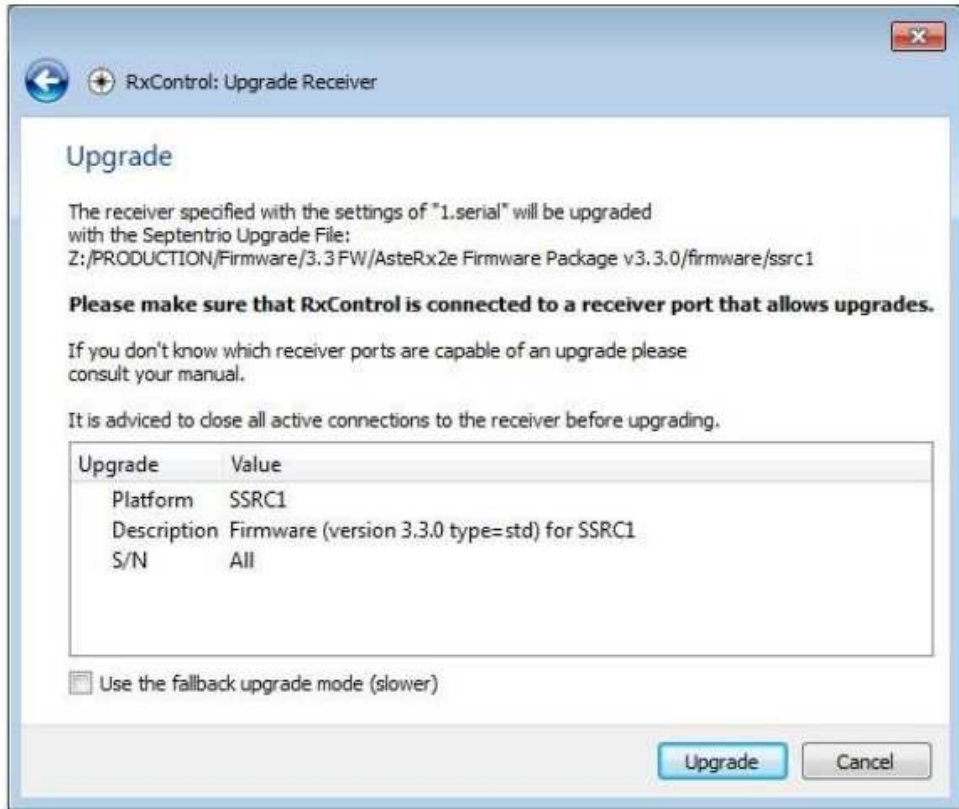 RxControl: Upgrade Receiver
Upgrade
The receiver specified with the settings of "1.serial" will be upgraded
with the Septentrio Upgrade File:
Z:/PRODUCTION/Firmware/3.3 FW/AsteRx2e Firmware Package v3.3.0/firmware/ssrc1
Please make sure that RxControl is connected to a receiver port that allows upgrades.
If you don't know which receiver ports are capable of an upgrade please
consult your manual.
It is adviced to close all active connections to the receiver before upgrading.
Upgrade Value
Platform SSRC1
Description Firmware (version 3.3.0 type=std) for SSRC1
S/N All
Use the fallback upgrade mode (slower)
Upgrade Cancel